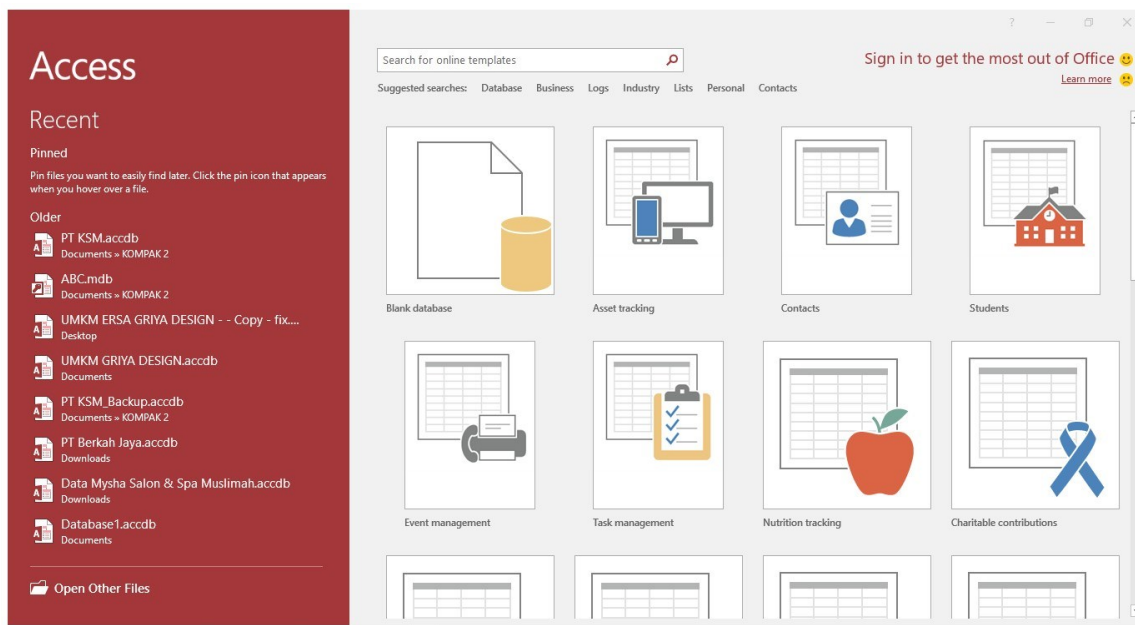 Access
Recent
Pinned
Pin files you want to easily find later. Click the pin icon that appears
when you hover over a file.
Older
PT KSM.accdb
Documents » KOMPAK 2
ABC.mdb
Documents » KOMPAK 2
UMKM ERSA GRIYA DESIGN - - Copy - fix....
Desktop
UMKM GRIYA DESIGN.accdb
Documents
PT KSM_Backup.accdb
Documents » KOMPAK 2
PT Berkah Jaya.accdb
Downloads
Data Mysha Salon & Spa Muslimah.accdb
Downloads
Database1.accdb
Documents
Open Other Files
?
Search for online templates
Sign in to get the most out of Office
Learn more
Suggested searches: Database Business Logs Industry Lists Personal Contacts
Blank database Asset tracking Contacts Students
Event management Task management Nutrition tracking Charitable contributions